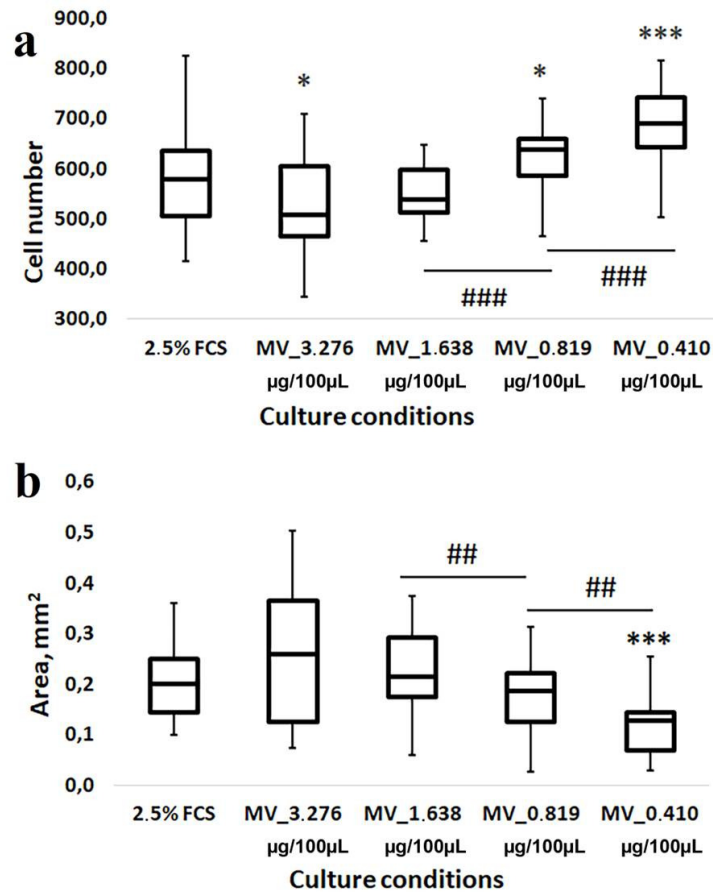 a
900,0
800,0
700,0
600,0
500,0
400,0
300,0
Cell number
*
*
***
###
###
2.5% FCS MV_3.276 MV_1.638 MV_0.819 MV_0.410
µg/100µL µg/100µL µg/100µL µg/100µL
Culture conditions
b
0,6
0,5
0,4
0,3
0,2
0,1
0,0
Area, mm²
##
##
***
2.5% FCS MV_3.276 MV_1.638 MV_0.819 MV_0.410
µg/100µL µg/100µL µg/100µL µg/100µL
Culture conditions